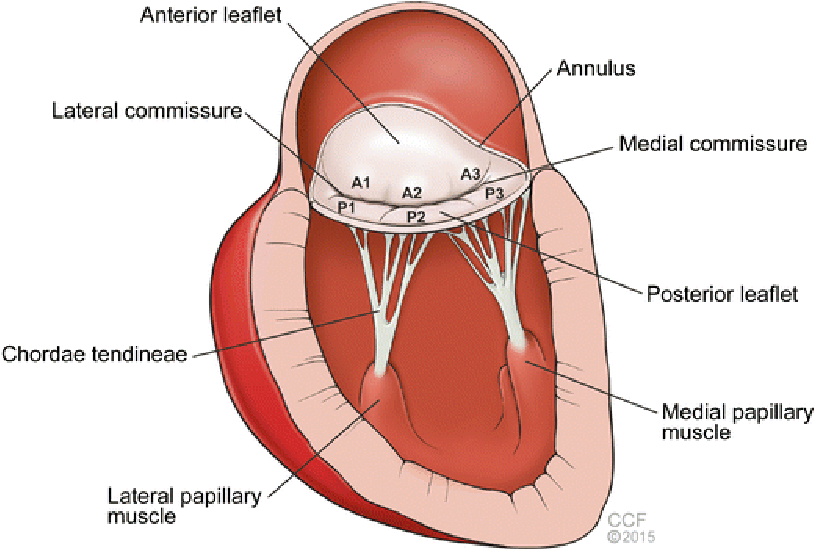 Anterior leaflet
Annulus
Lateral commissure
Medial commissure
A1
A2
A3
P1
P2
P3
Posterior leaflet
Chordae tendineae
Medial papillary
muscle
Lateral papillary
muscle
CCF
©2015